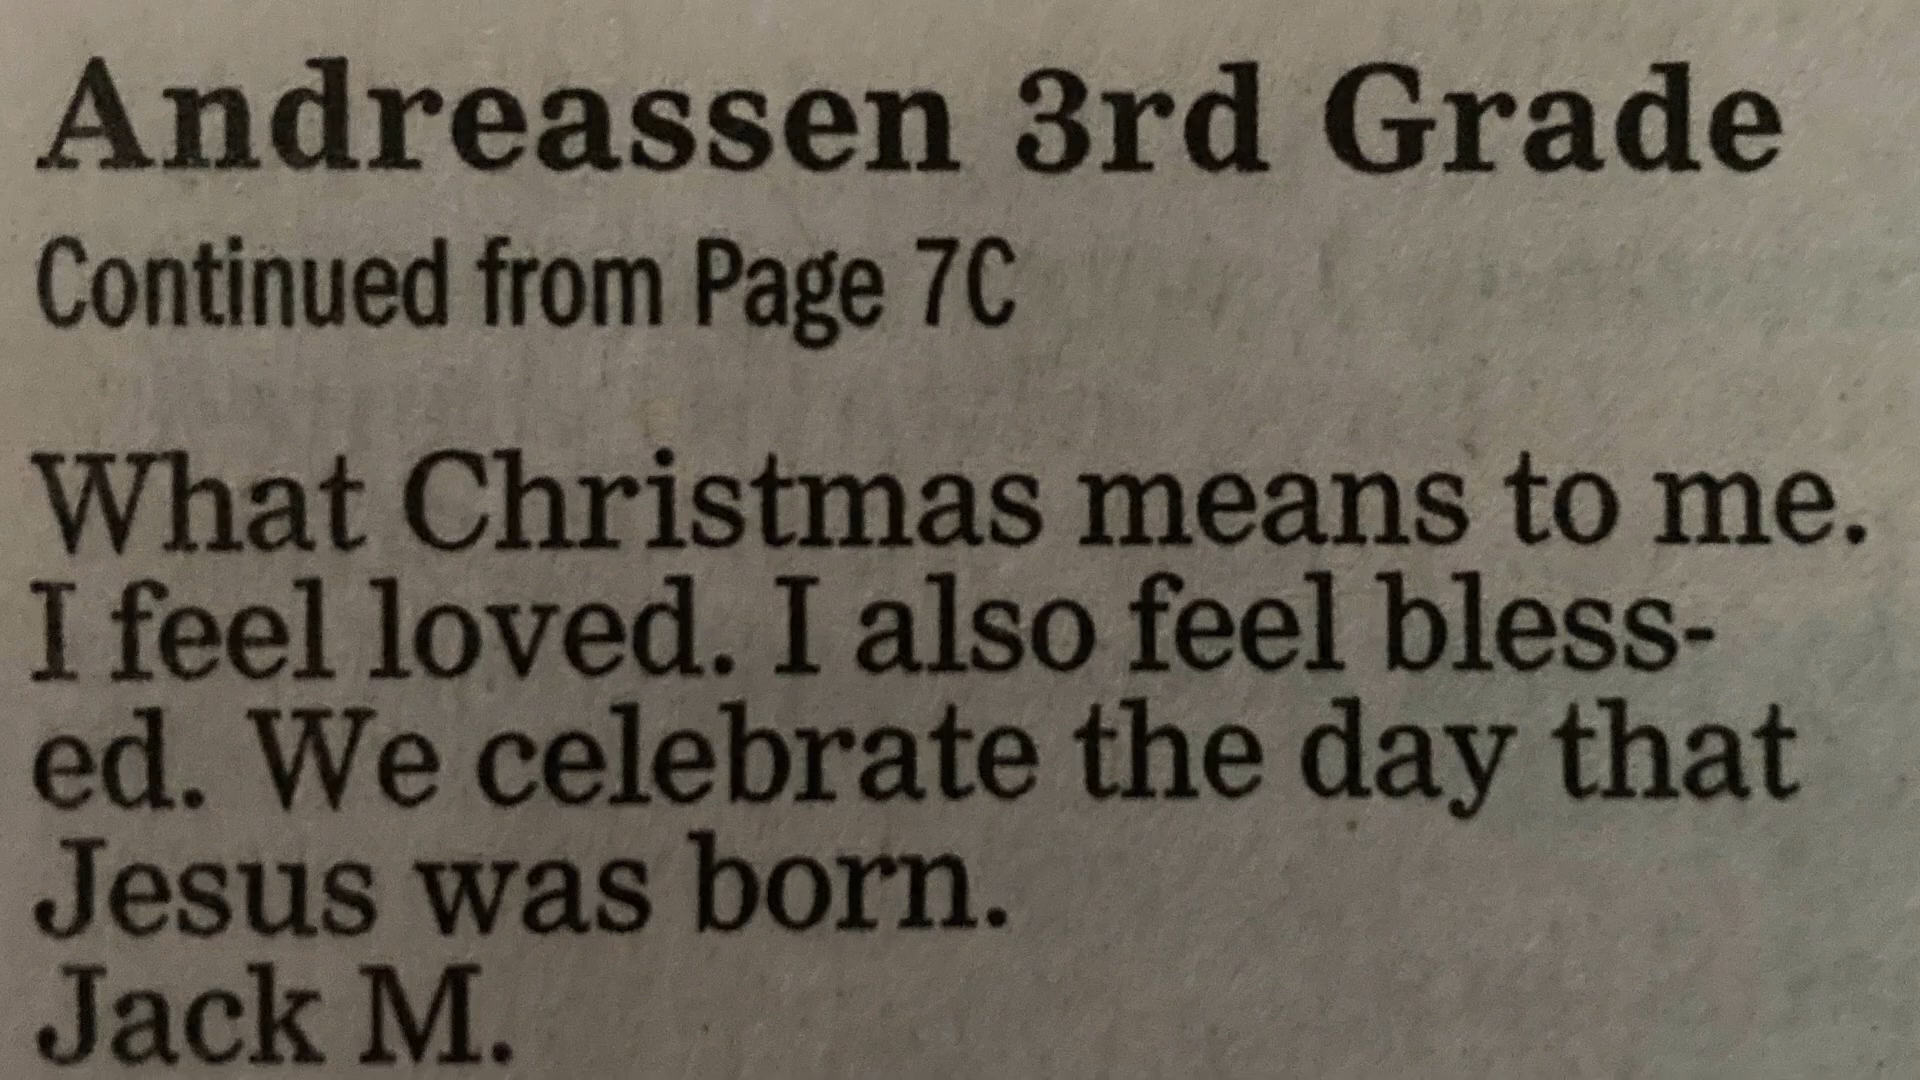 Andreassen 3rd Grade
Continued from Page 7C
What Christmas means to me.
I feel loved. I also feel bless-
ed. We celebrate the day that
Jesus was born.
Jack M.